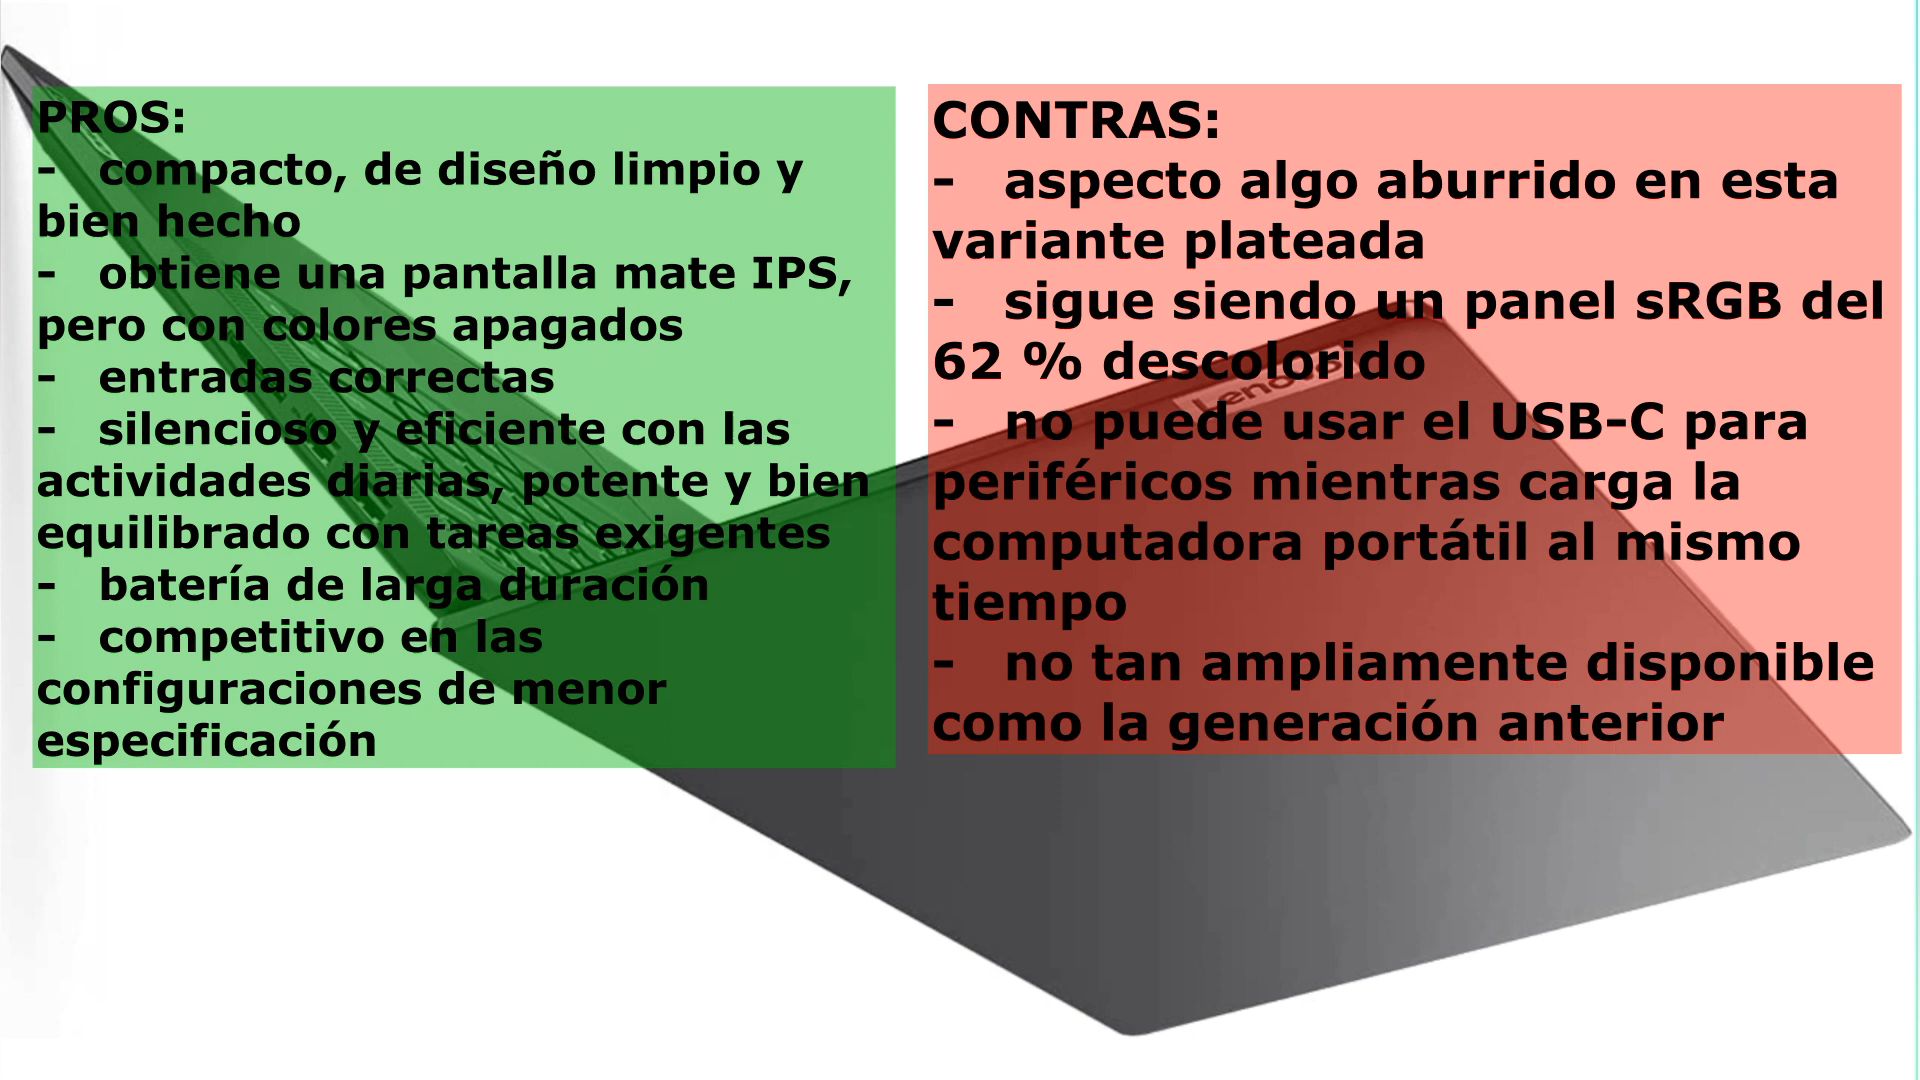 PROS:
- compacto, de diseño limpio y
bien hecho
- obtiene una pantalla mate IPS,
pero con colores apagados
- entradas correctas
- silencioso y eficiente con las
actividades diarias, potente y bien
equilibrado con tareas exigentes
- batería de larga duración
- competitivo en las
configuraciones de menor
especificación
CONTRAS:
- aspecto algo aburrido en esta
variante plateada
- sigue siendo un panel sRGB del
62 % descolorido
- no puede usar el USB-C para
periféricos mientras carga la
computadora portátil al mismo
tiempo
- no tan ampliamente disponible
como la generación anterior
Lenovo